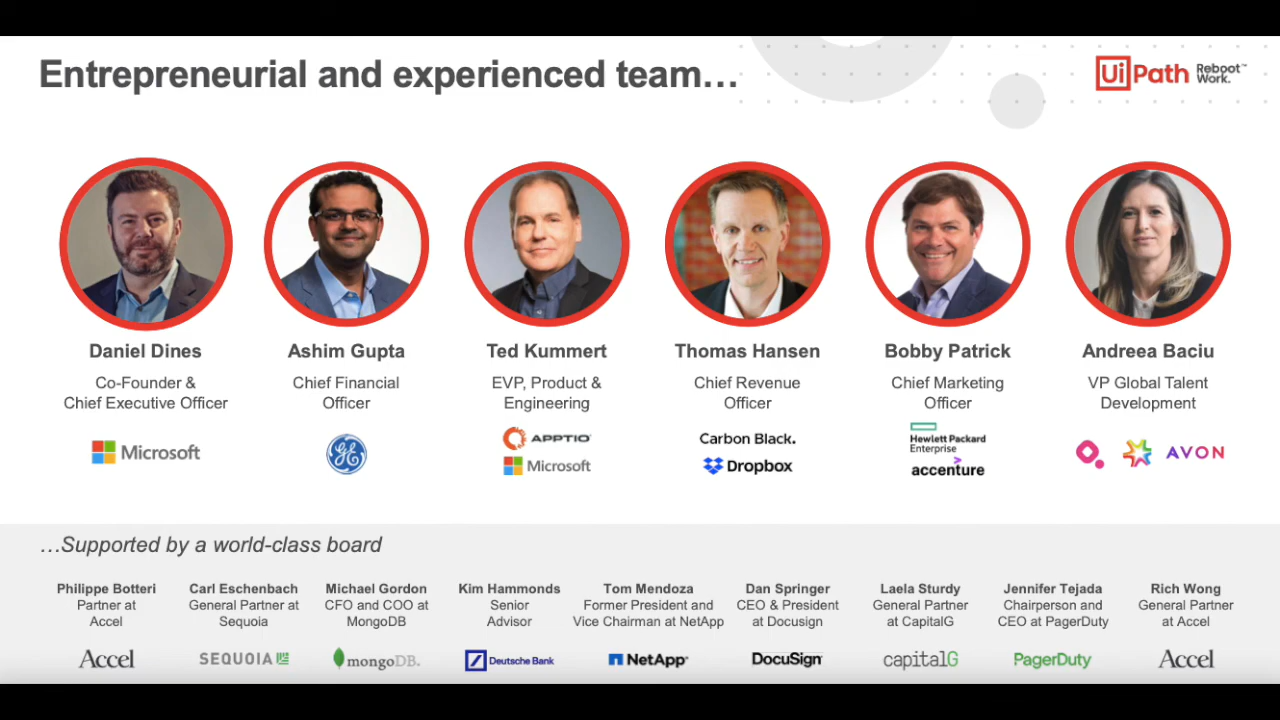 Entrepreneurial and experienced team…
UiPath Reboot Work.™
Daniel Dines
Co-Founder &
Chief Executive Officer
Microsoft
Ashim Gupta
Chief Financial
Officer
GE
Ted Kummert
EVP, Product &
Engineering
APPTIO
Microsoft
Thomas Hansen
Chief Revenue
Officer
Carbon Black.
Dropbox
Bobby Patrick
Chief Marketing
Officer
Hewlett Packard
Enterprise
accenture
Andreea Baciu
VP Global Talent
Development
AVON
…Supported by a world-class board
Philippe Botteri
Partner at
Accel
Accel
Carl Eschenbach
General Partner at
Sequoia
SEQUOIA
Michael Gordon
CFO and COO at
MongoDB
mongoDB.
Kim Hammonds
Senior
Advisor
Deutsche Bank
Tom Mendoza
Former President and
Vice Chairman at NetApp
NetApp
Dan Springer
CEO & President
at Docusign
DocuSign
Laela Sturdy
General Partner
at CapitalG
capitalG
Jennifer Tejada
Chairperson and
CEO at PagerDuty
PagerDuty
Rich Wong
General Partner
at Accel
Accel